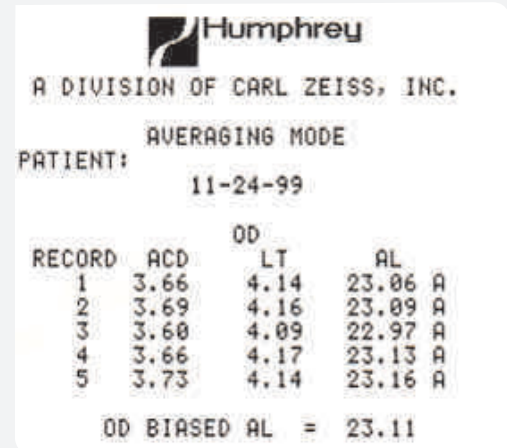 Humphrey
A DIVISION OF CARL ZEISS, INC.
AVERAGING MODE
PATIENT:
11-24-99
OD
RECORD ACD LT AL
1 3.66 4.14 23.06 A
2 3.69 4.16 23.09 A
3 3.60 4.09 22.97 A
4 3.66 4.17 23.13 A
5 3.73 4.14 23.16 A
OD BIASED AL = 23.11